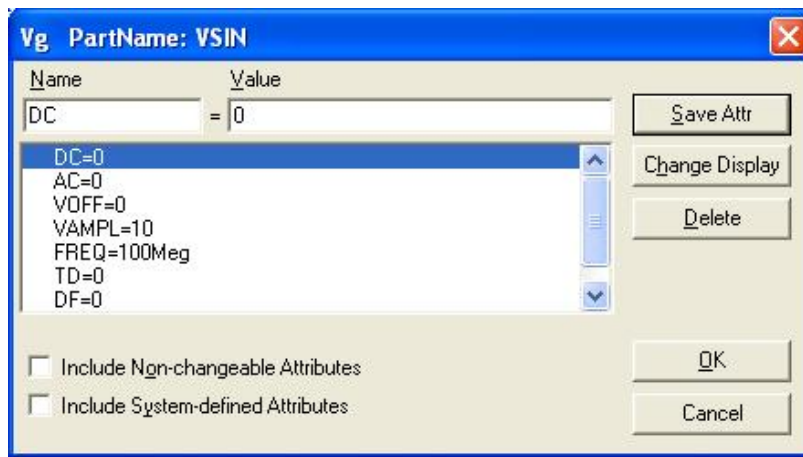 Vg PartName: VSIN
Name Value
DC = 0
Save Attr
DC=0
AC=0
VOFF=0
VAMPL=10
FREQ=100Meg
TD=0
DF=0
Change Display
Delete
Include Non-changeable Attributes
Include System-defined Attributes
OK
Cancel